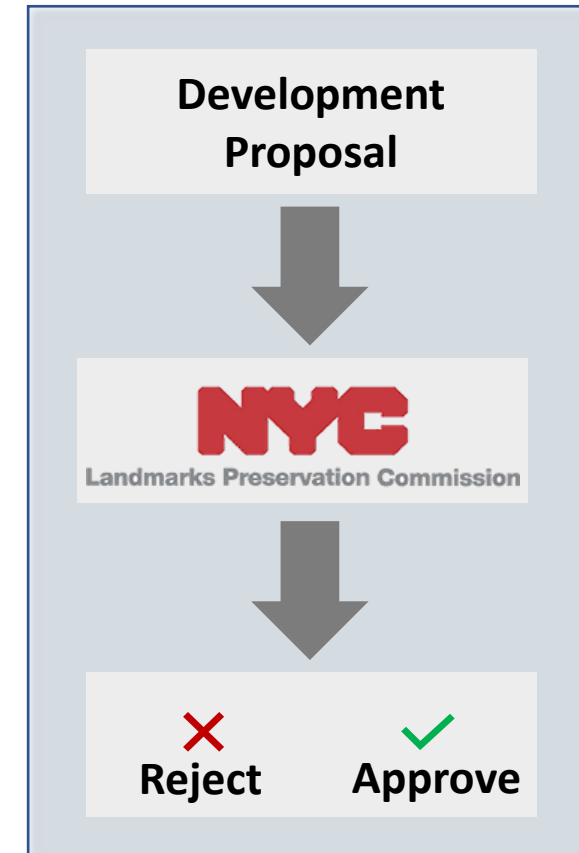 Development
Proposal
NYC
Landmarks Preservation Commission
Reject Approve